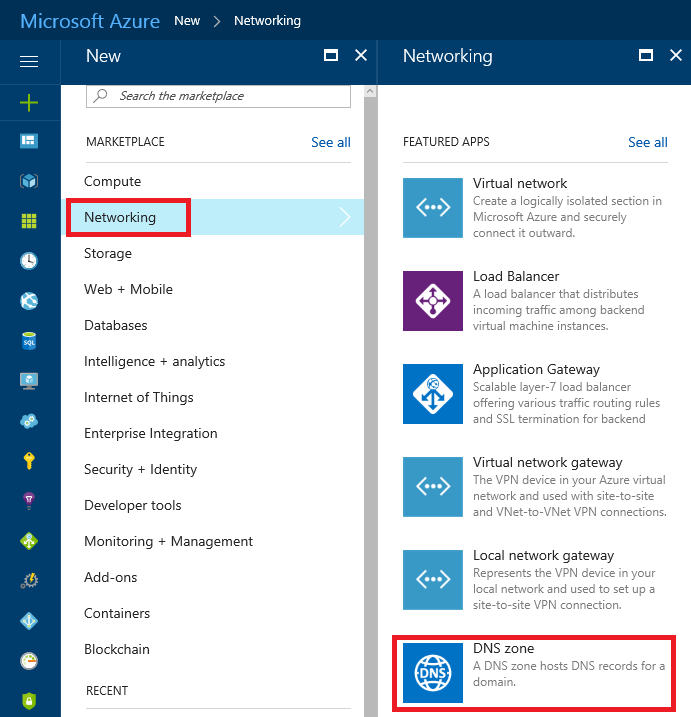 Microsoft Azure New > Networking
New
Networking
Search the marketplace
MARKETPLACE See all
Compute
Networking
Storage
Web + Mobile
Databases
Intelligence + analytics
Internet of Things
Enterprise Integration
Security + Identity
Developer tools
Monitoring + Management
Add-ons
Containers
Blockchain
RECENT
FEATURED APPS See all
Virtual network
Create a logically isolated section in
Microsoft Azure and securely
connect it outward.
Load Balancer
A load balancer that distributes
incoming traffic among backend
virtual machine instances.
Application Gateway
Scalable layer-7 load balancer
offering various traffic routing rules
and SSL termination for backend
Virtual network gateway
The VPN device in your Azure virtual
network and used with site-to-site
and VNet-to-VNet VPN connections.
Local network gateway
Represents the VPN device in your
local network and used to set up a
site-to-site VPN connection.
DNS zone
A DNS zone hosts DNS records for a
domain.
DNS
SQL